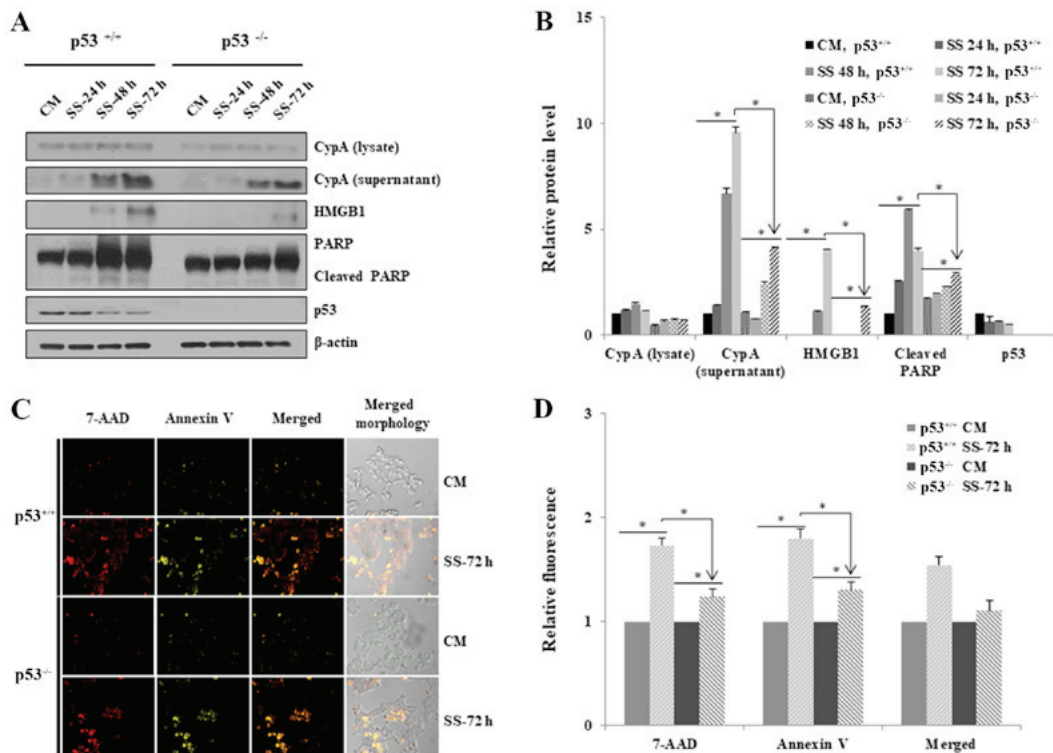 A
p53 +/+
p53 -/-
CM
SS-24 h
SS-48 h
SS-72 h
CM
SS-24 h
SS-48 h
SS-72 h
CypA (lysate)
CypA (supernatant)
HMGB1
PARP
Cleaved PARP
p53
β-actin
B
Relative protein level
15
10
5
0
CM, p53+/+
SS 24 h, p53+/+
SS 48 h, p53+/+
SS 72 h, p53+/+
CM, p53-/-
SS 24 h, p53-/-
SS 48 h, p53-/-
SS 72 h, p53-/-
* *
*
* *
*
* *
*
CypA (lysate)
CypA
(supernatant)
HMGB1
Cleaved
PARP
p53
C
7-AAD
Annexin V
Merged
Merged
morphology
p53+/+
CM
SS-72 h
p53-/-
CM
SS-72 h
D
Relative fluorescence
3
2
1
0
p53+/+ CM
p53+/+ SS-72 h
p53-/- CM
p53-/- SS-72 h
* *
*
* *
*
7-AAD
Annexin V
Merged